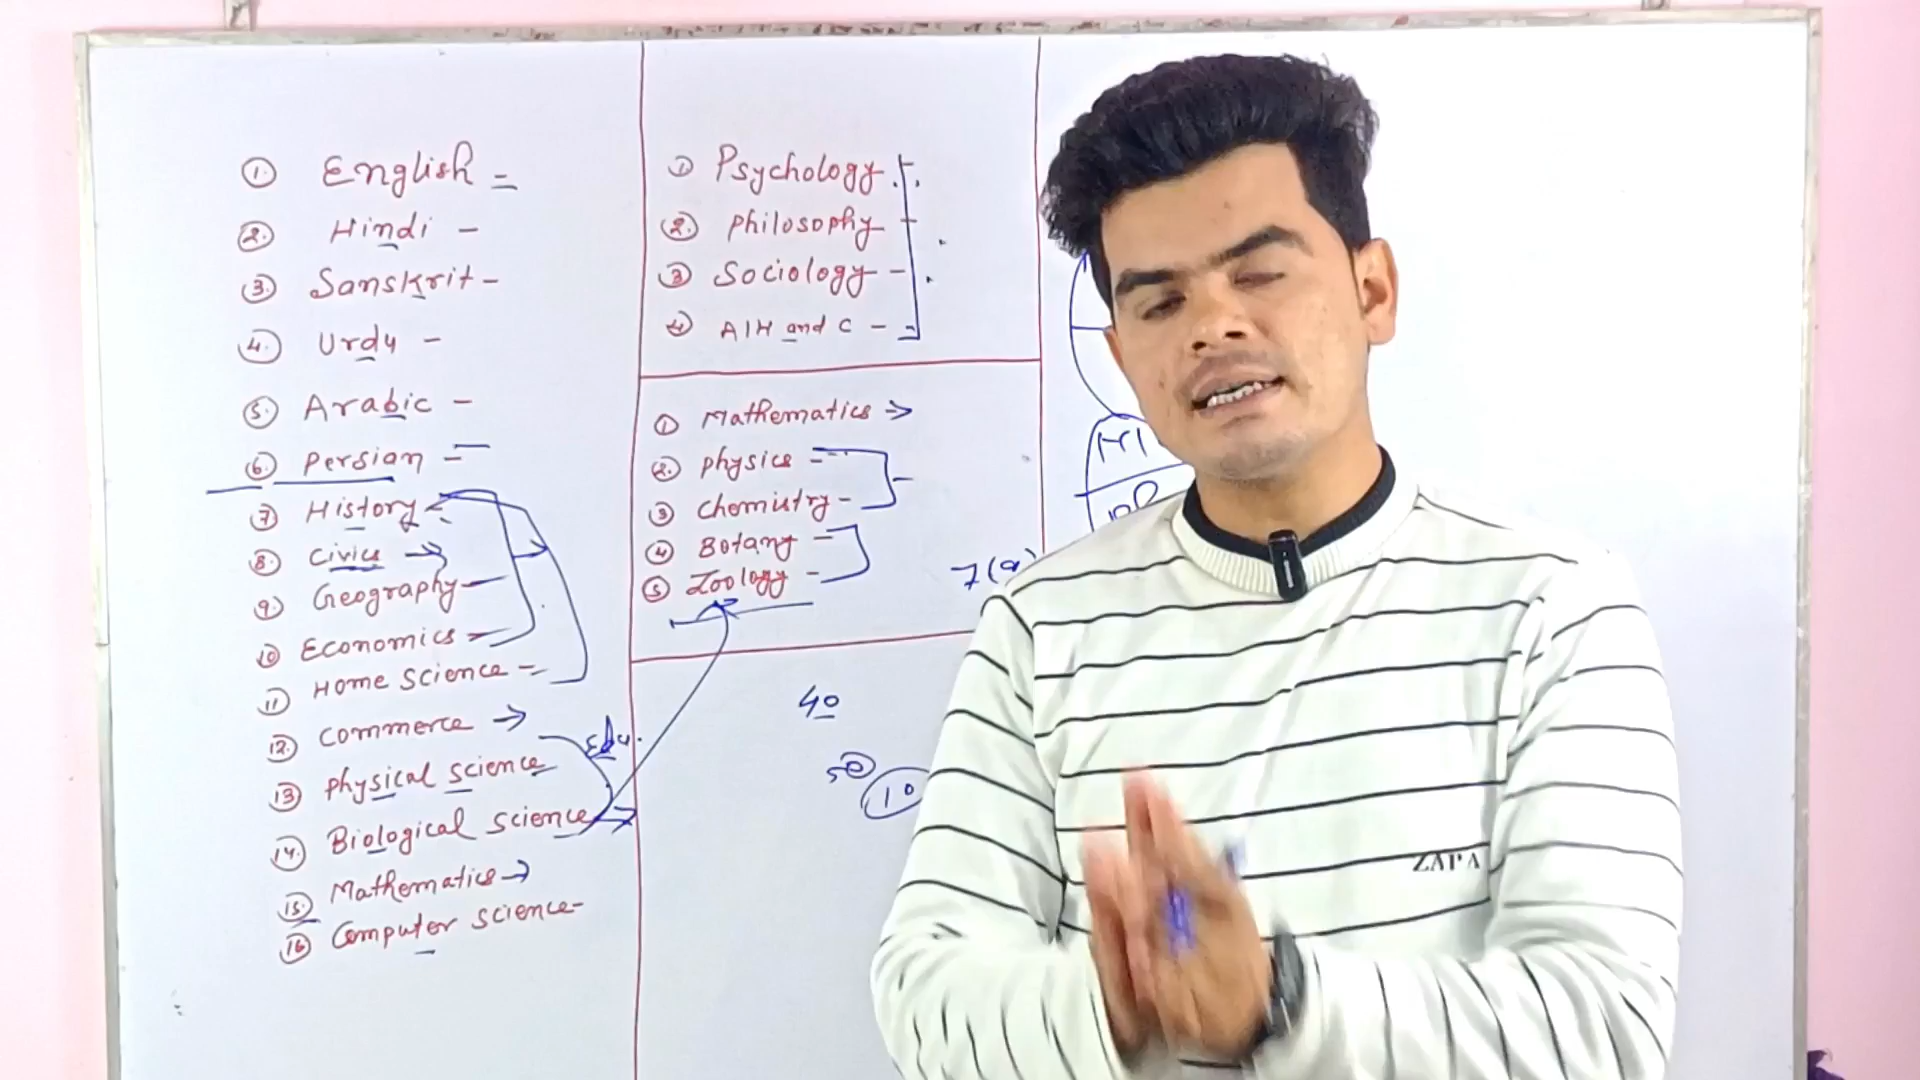 1. English =
2. Hindi -
3. Sanskrit -
4. Urdu -
5. Arabic -
6. Persian -
7 History
8. Civics →
9. Geography -
10 Economics -
11 Home Science -
12. Commerce →
13 Physical Science
14. Biological Science
15. Mathematics →
16 Computer Science -
Edu.
1 Psychology -
2. Philosophy -
3 Sociology -
4 AIH and C -
1 Mathematics →
2. Physics -
3 Chemistry -
4 Botany -
5 Zoology -
40
50
10
ZAPA